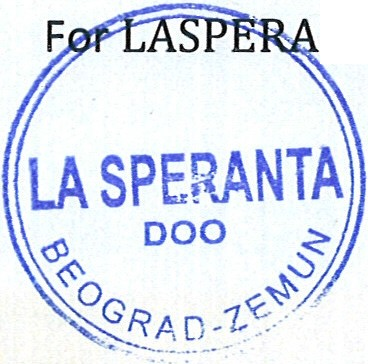 For LASPERA
LA SPERANTA
DOO
BEOGRAD-ZEMUN